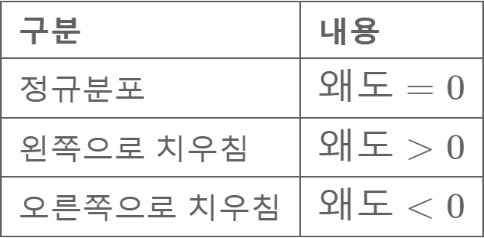 구분 내용
정규분포 왜도 = 0
왼쪽으로 치우침 왜도 > 0
오른쪽으로 치우침 왜도 < 0